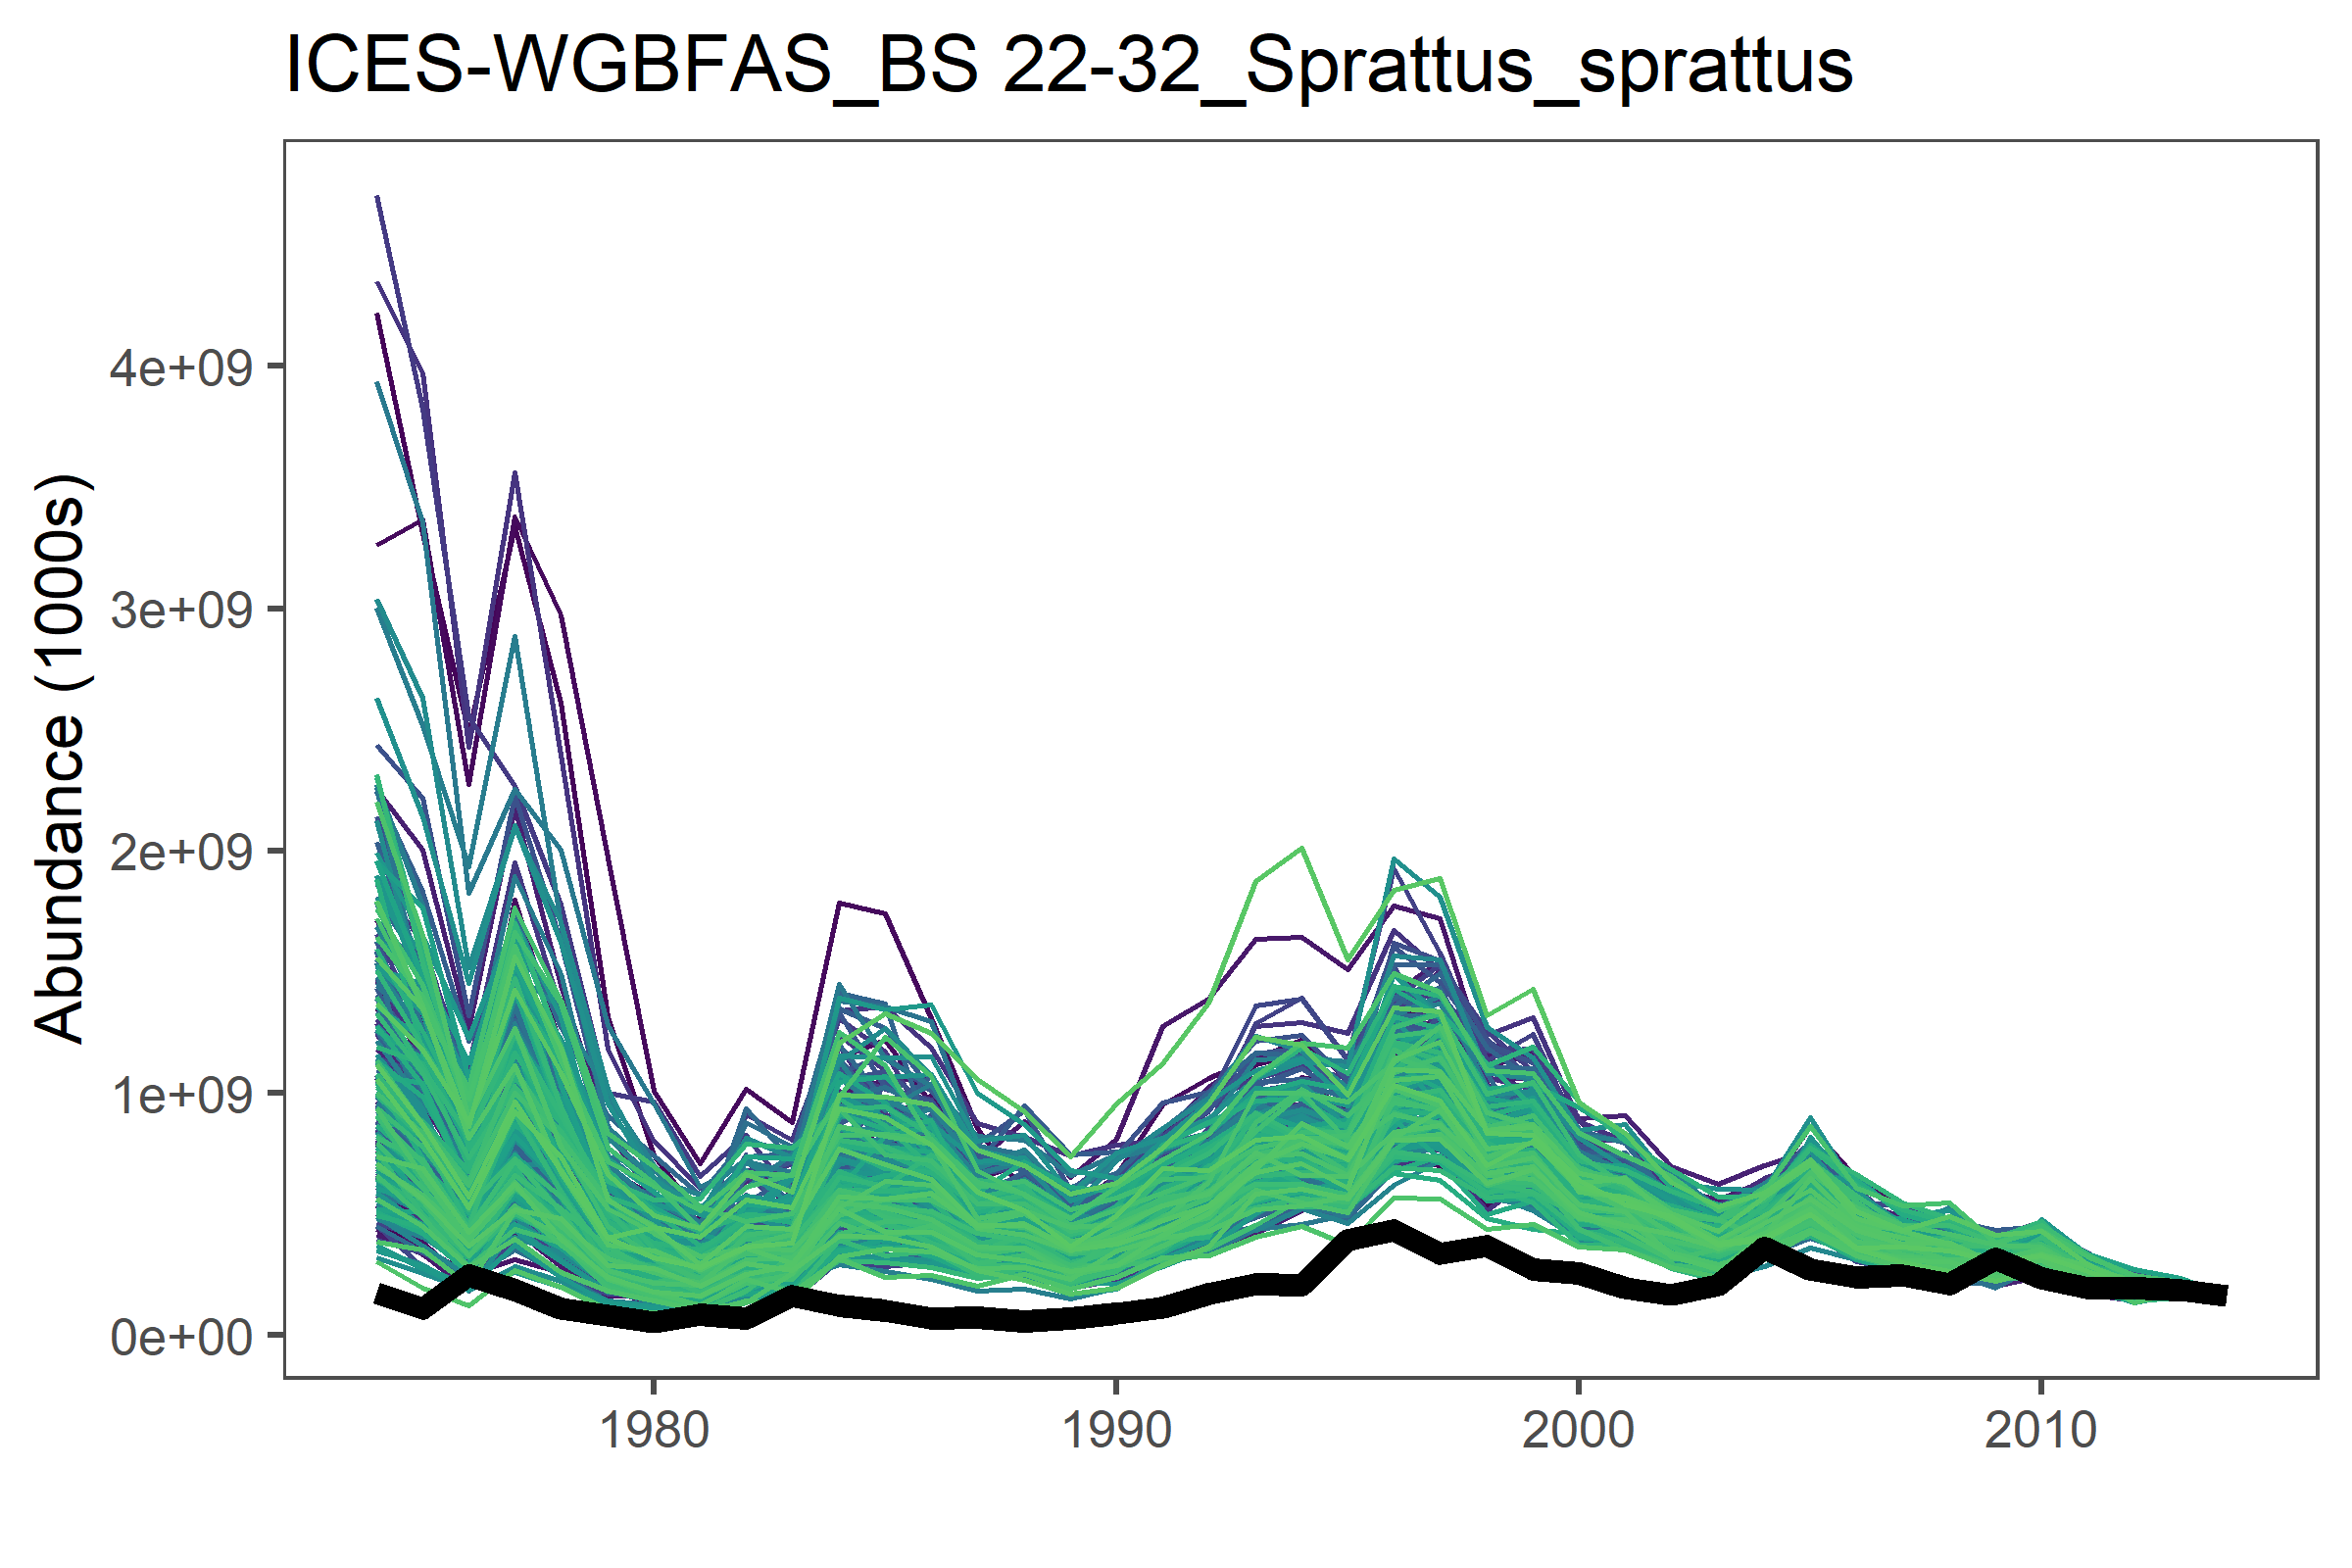 ICES-WGBFAS_BS 22-32_Sprattus_sprattus
Abundance (1000s)
4e+09
3e+09
2e+09
1e+09
0e+00
1980
1990
2000
2010